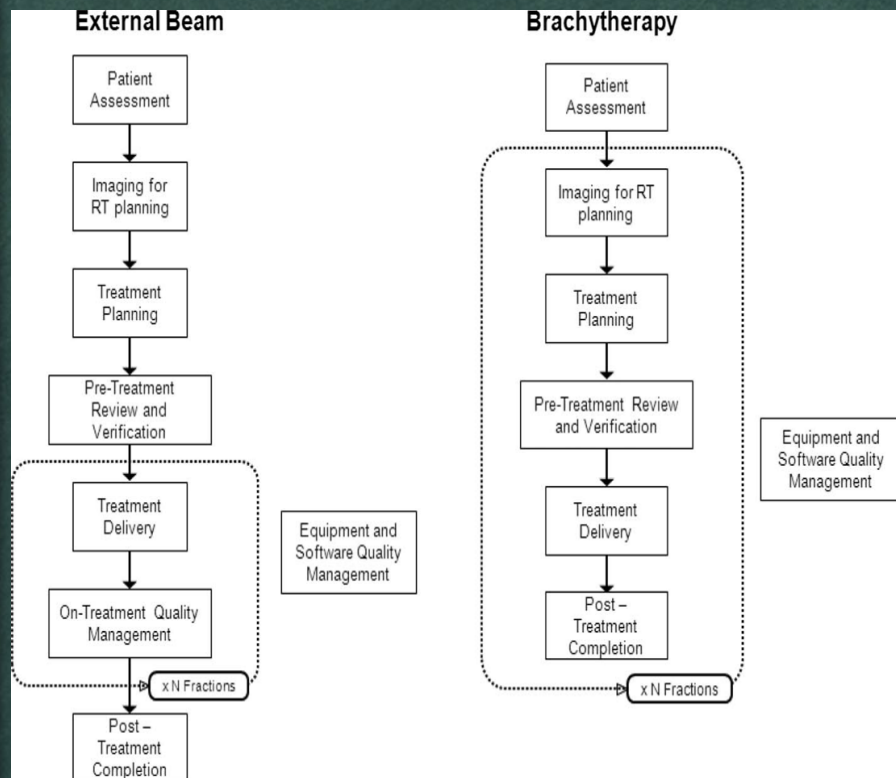 External Beam
Patient
Assessment
Imaging for
RT planning
Treatment
Planning
Pre-Treatment
Review and
Verification
Treatment
Delivery
On-Treatment Quality
Management
x N Fractions
Post –
Treatment
Completion
Equipment and
Software Quality
Management
Brachytherapy
Patient
Assessment
Imaging for RT
planning
Treatment
Planning
Pre-Treatment Review
and Verification
Treatment
Delivery
Post –
Treatment
Completion
x N Fractions
Equipment and
Software Quality
Management